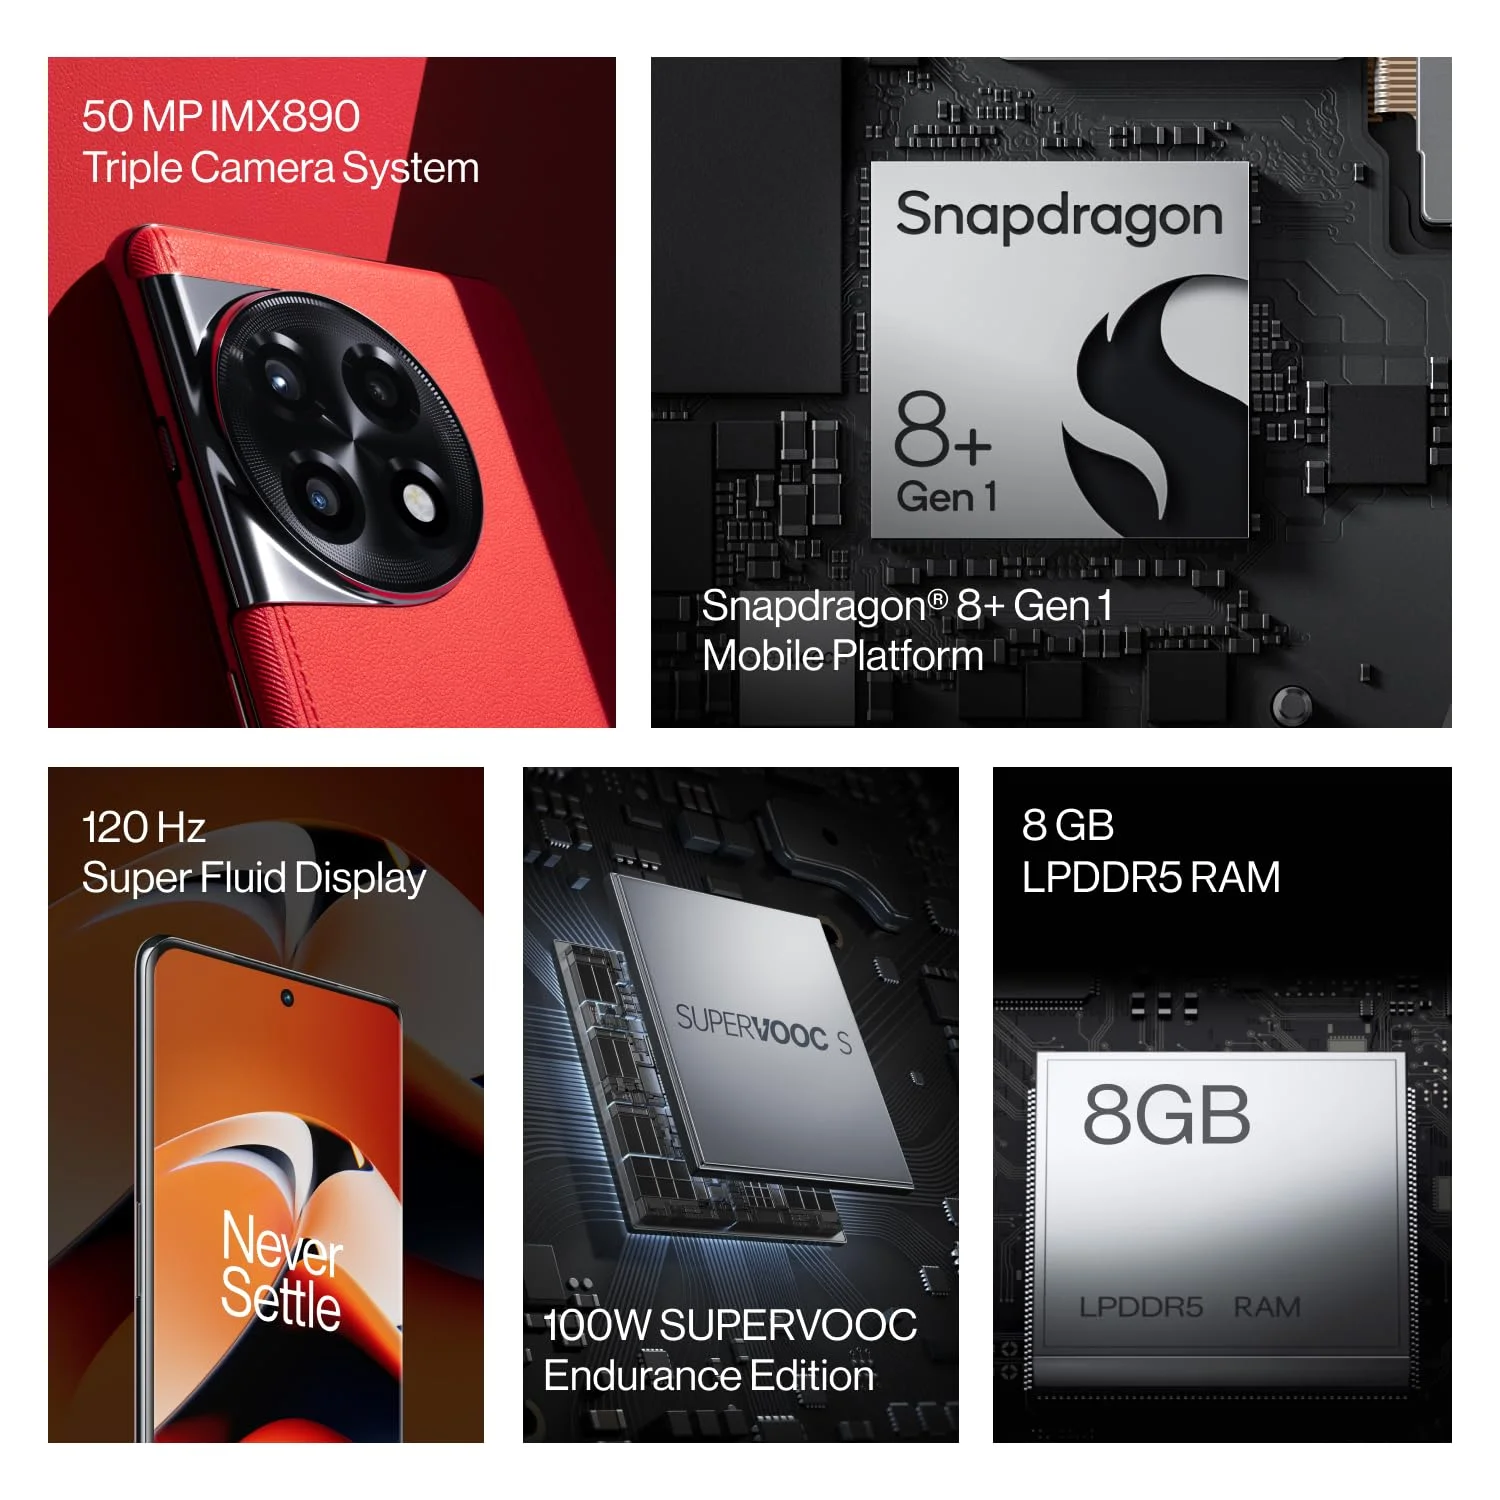 50 MP IMX890
Triple Camera System
Snapdragon
8+
Gen 1
Snapdragon® 8+ Gen 1
Mobile Platform
120 Hz
Super Fluid Display
Never
Settle
SUPERVOOC S
100W SUPERVOOC
Endurance Edition
8 GB
LPDDR5 RAM
8GB
LPDDR5 RAM